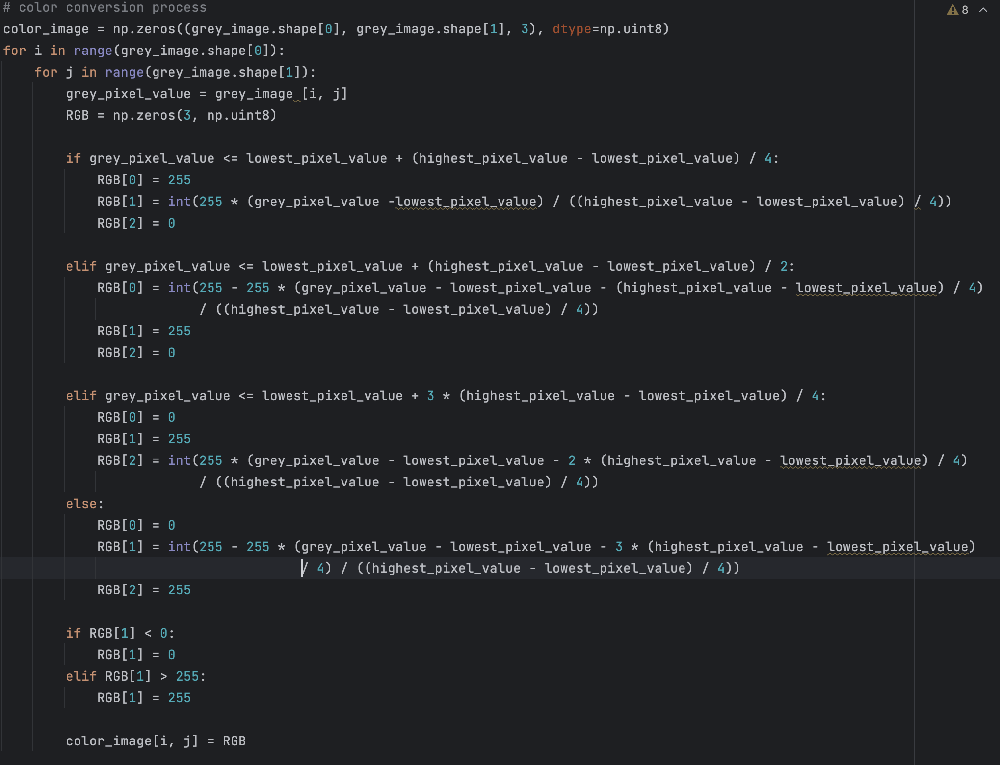 # color conversion process
8
color_image = np.zeros((grey_image.shape[0], grey_image.shape[1], 3), dtype=np.uint8)
for i in range(grey_image.shape[0]):
    for j in range(grey_image.shape[1]):
        grey_pixel_value = grey_image [i, j]
        RGB = np.zeros(3, np.uint8)

        if grey_pixel_value <= lowest_pixel_value + (highest_pixel_value - lowest_pixel_value) / 4:
            RGB[0] = 255
            RGB[1] = int(255 * (grey_pixel_value -lowest_pixel_value) / ((highest_pixel_value - lowest_pixel_value) / 4))
            RGB[2] = 0

        elif grey_pixel_value <= lowest_pixel_value + (highest_pixel_value - lowest_pixel_value) / 2:
            RGB[0] = int(255 - 255 * (grey_pixel_value - lowest_pixel_value - (highest_pixel_value - lowest_pixel_value) / 4)
                         / ((highest_pixel_value - lowest_pixel_value) / 4))
            RGB[1] = 255
            RGB[2] = 0

        elif grey_pixel_value <= lowest_pixel_value + 3 * (highest_pixel_value - lowest_pixel_value) / 4:
            RGB[0] = 0
            RGB[1] = 255
            RGB[2] = int(255 * (grey_pixel_value - lowest_pixel_value - 2 * (highest_pixel_value - lowest_pixel_value) / 4)
                         / ((highest_pixel_value - lowest_pixel_value) / 4))
        else:
            RGB[0] = 0
            RGB[1] = int(255 - 255 * (grey_pixel_value - lowest_pixel_value - 3 * (highest_pixel_value - lowest_pixel_value)
                                      / 4) / ((highest_pixel_value - lowest_pixel_value) / 4))
            RGB[2] = 255

        if RGB[1] < 0:
            RGB[1] = 0
        elif RGB[1] > 255:
            RGB[1] = 255

        color_image[i, j] = RGB